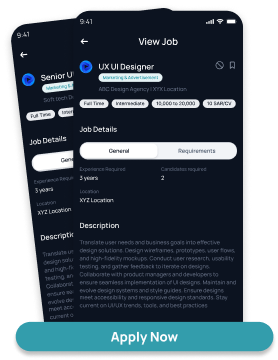 9:41
View Job
UX UI Designer
Marketing & Advertisement
ABC Design Agency | XYX Location
Full Time
Intermediate
10,000 to 20,000
10 SAR/CV
Job Details
General
Requirements
Experience Required
Candidates required
3 years
2
Location
XYZ Location
Description
Translate user needs and business goals into effective
design solutions. Design wireframes, prototypes, user flows,
and high-fidelity mockups. Conduct user research, usability
testing, and gather feedback to iterate on designs.
Collaborate with product managers and developers to
ensure seamless implementation of UI designs. Maintain and
evolve design systems and style guides. Ensure designs
meet accessibility and responsive design standards. Stay
current on UI/UX trends, tools, and best practices
9:41
Senior U
Marketing &
Soft tech D
Full Time
Job Details
Gene
Experience Required
3 years
Location
XYZ Location
Descriptio
Translate u
design solu
and high-fi
testing, an
Collaborat
ensure sea
evolve des
meet acce
current o
Apply Now